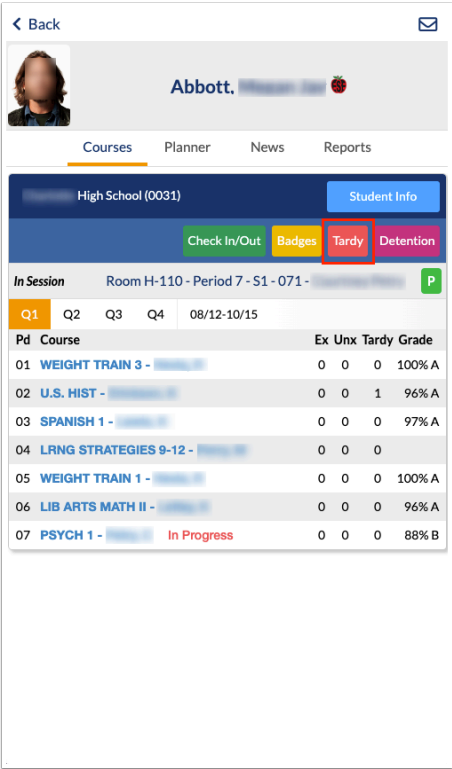 Back
Abbott,
Courses Planner News Reports
High School (0031) Student Info
Check In/Out Badges Tardy Detention
In Session Room H-110 - Period 7 - S1 - 071 - P
Q1 Q2 Q3 Q4 08/12-10/15
Pd Course Ex Unx Tardy Grade
01 WEIGHT TRAIN 3 - 0 0 0 100% A
02 U.S. HIST - 0 0 1 96% A
03 SPANISH 1 - 0 0 0 97% A
04 LRNG STRATEGIES 9-12 - 0 0 0
05 WEIGHT TRAIN 1 - 0 0 0 100% A
06 LIB ARTS MATH II - 0 0 0 96% A
07 PSYCH 1 - In Progress 0 0 0 88% B